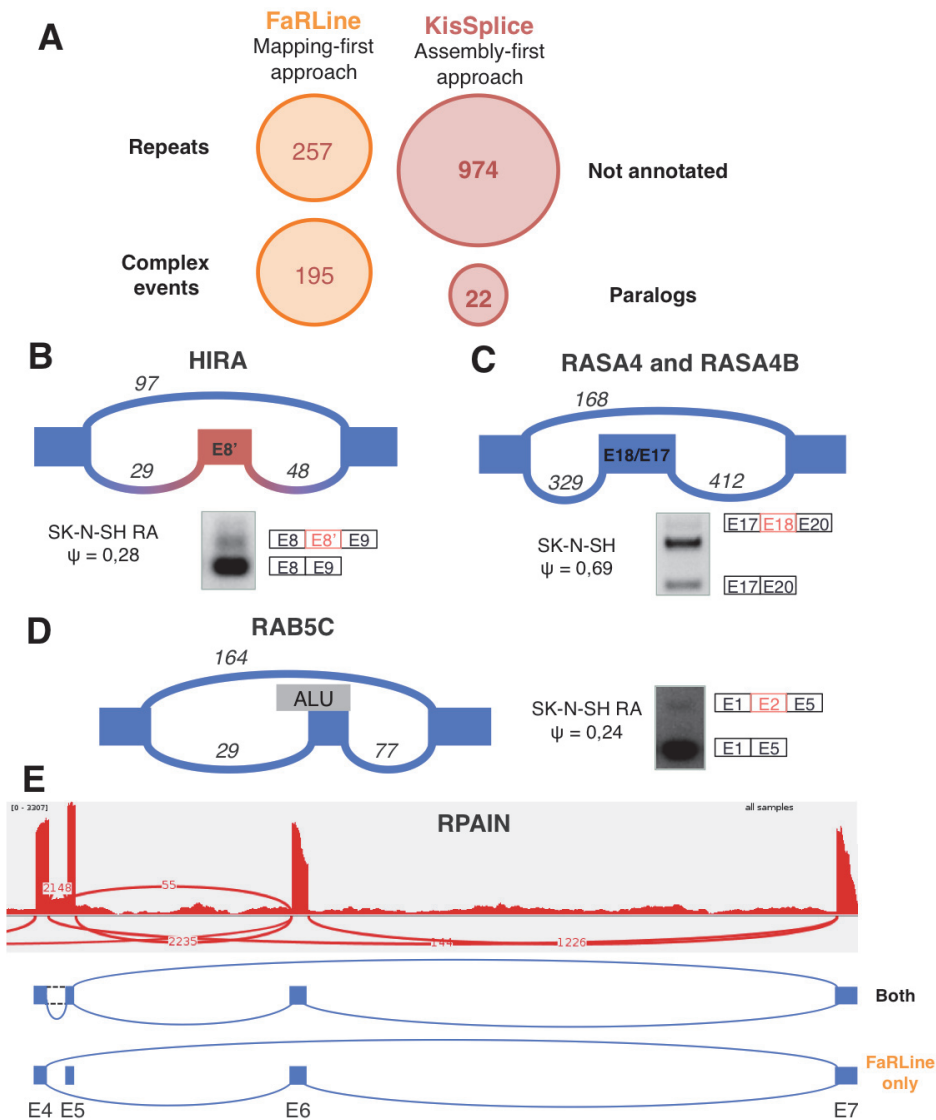 A
FaRLine
Mapping-first
approach
KisSplice
Assembly-first
approach
Repeats
257
974
Not annotated
Complex
events
195
22
Paralogs
B
HIRA
97
E8’
29
48
SK-N-SH RA
ψ = 0,28
E8 E8’ E9
E8 E9
C
RASA4 and RASA4B
168
E18/E17
329
412
SK-N-SH
ψ = 0,69
E17 E18 E20
E17 E20
D
RAB5C
164
ALU
29
77
SK-N-SH RA
ψ = 0,24
E1 E2 E5
E1 E5
E
[0 - 3307]
all samples
RPAIN
2148
55
2235
144
1226
Both
FaRLine
only
E4 E5 E6 E7